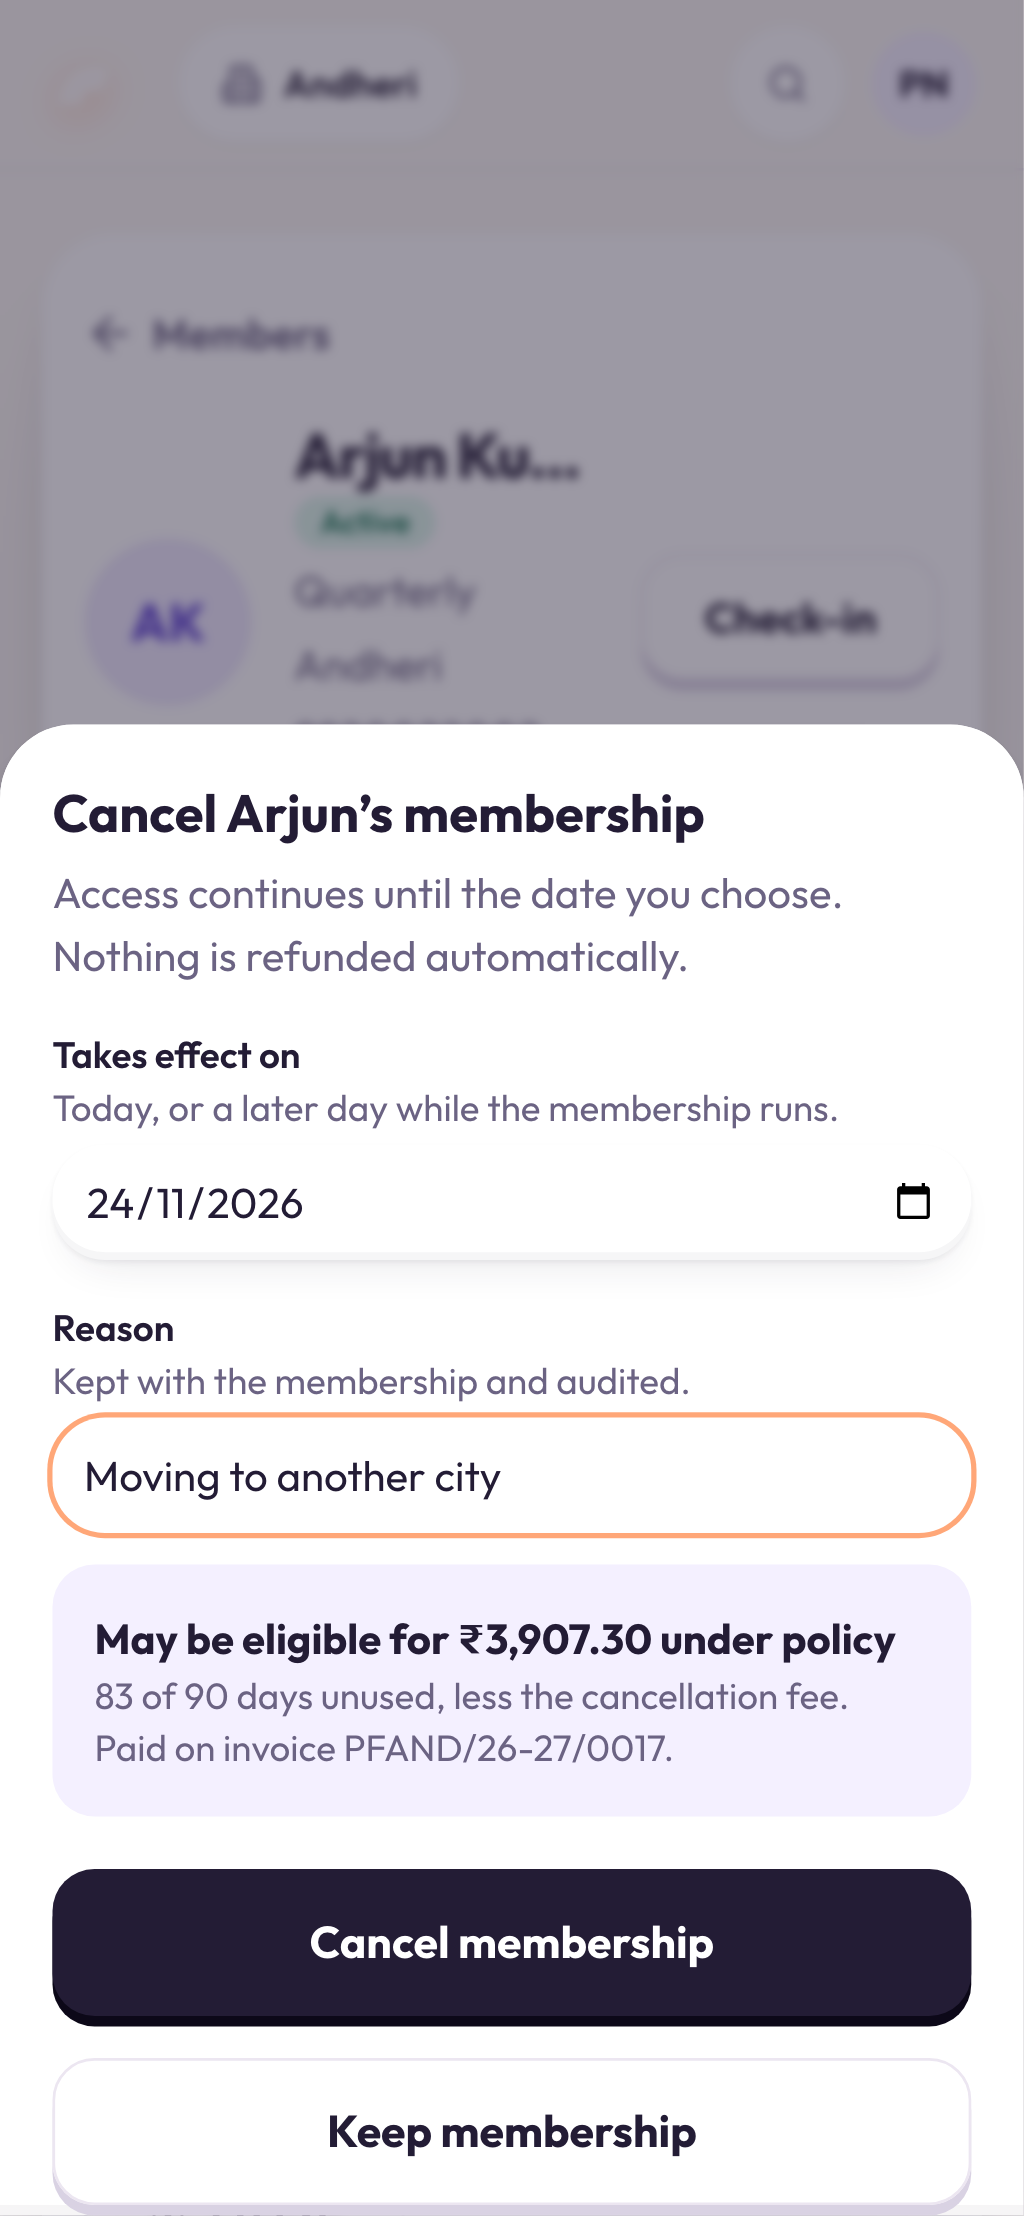 Andheri
PN
Members
Arjun Ku...
Active
AK
Quarterly
Andheri
Check-in
Cancel Arjun’s membership
Access continues until the date you choose.
Nothing is refunded automatically.
Takes effect on
Today, or a later day while the membership runs.
24/11/2026
Reason
Kept with the membership and audited.
Moving to another city
May be eligible for ₹3,907.30 under policy
83 of 90 days unused, less the cancellation fee.
Paid on invoice PFAND/26-27/0017.
Cancel membership
Keep membership